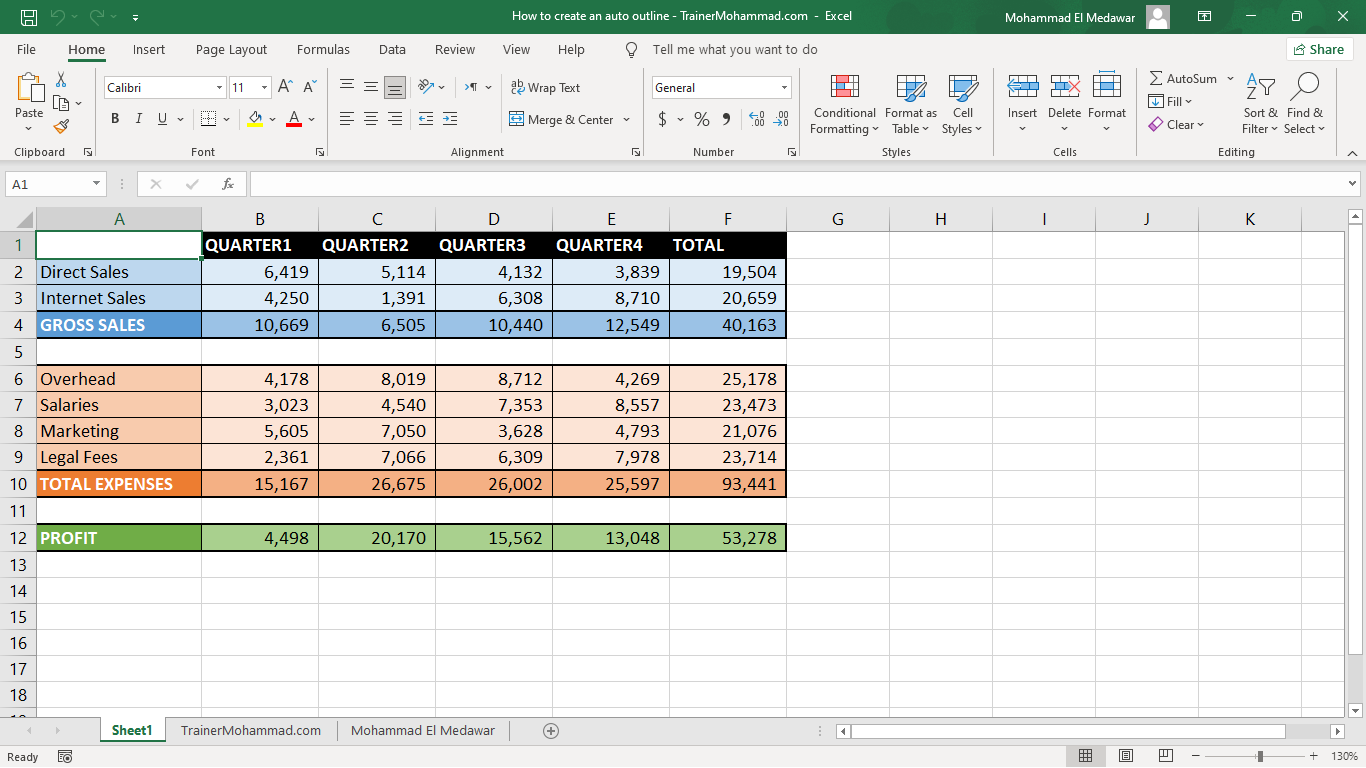 How to create an auto outline - TrainerMohammad.com - Excel Mohammad El Medawar
File Home Insert Page Layout Formulas Data Review View Help Tell me what you want to do Share
Paste Calibri 11 A A Wrap Text General Conditional Formatting Format as Table Cell Styles Insert Delete Format AutoSum Fill Clear Sort & Filter Find & Select
B I U A Merge & Center $ %
Clipboard Font Alignment Number Styles Cells Editing
A1 fx
A B C D E F G H I J K
1 QUARTER1 QUARTER2 QUARTER3 QUARTER4 TOTAL
2 Direct Sales 6,419 5,114 4,132 3,839 19,504
3 Internet Sales 4,250 1,391 6,308 8,710 20,659
4 GROSS SALES 10,669 6,505 10,440 12,549 40,163
5
6 Overhead 4,178 8,019 8,712 4,269 25,178
7 Salaries 3,023 4,540 7,353 8,557 23,473
8 Marketing 5,605 7,050 3,628 4,793 21,076
9 Legal Fees 2,361 7,066 6,309 7,978 23,714
10 TOTAL EXPENSES 15,167 26,675 26,002 25,597 93,441
11
12 PROFIT 4,498 20,170 15,562 13,048 53,278
13
14
15
16
17
18
Sheet1 TrainerMohammad.com Mohammad El Medawar
Ready 130%